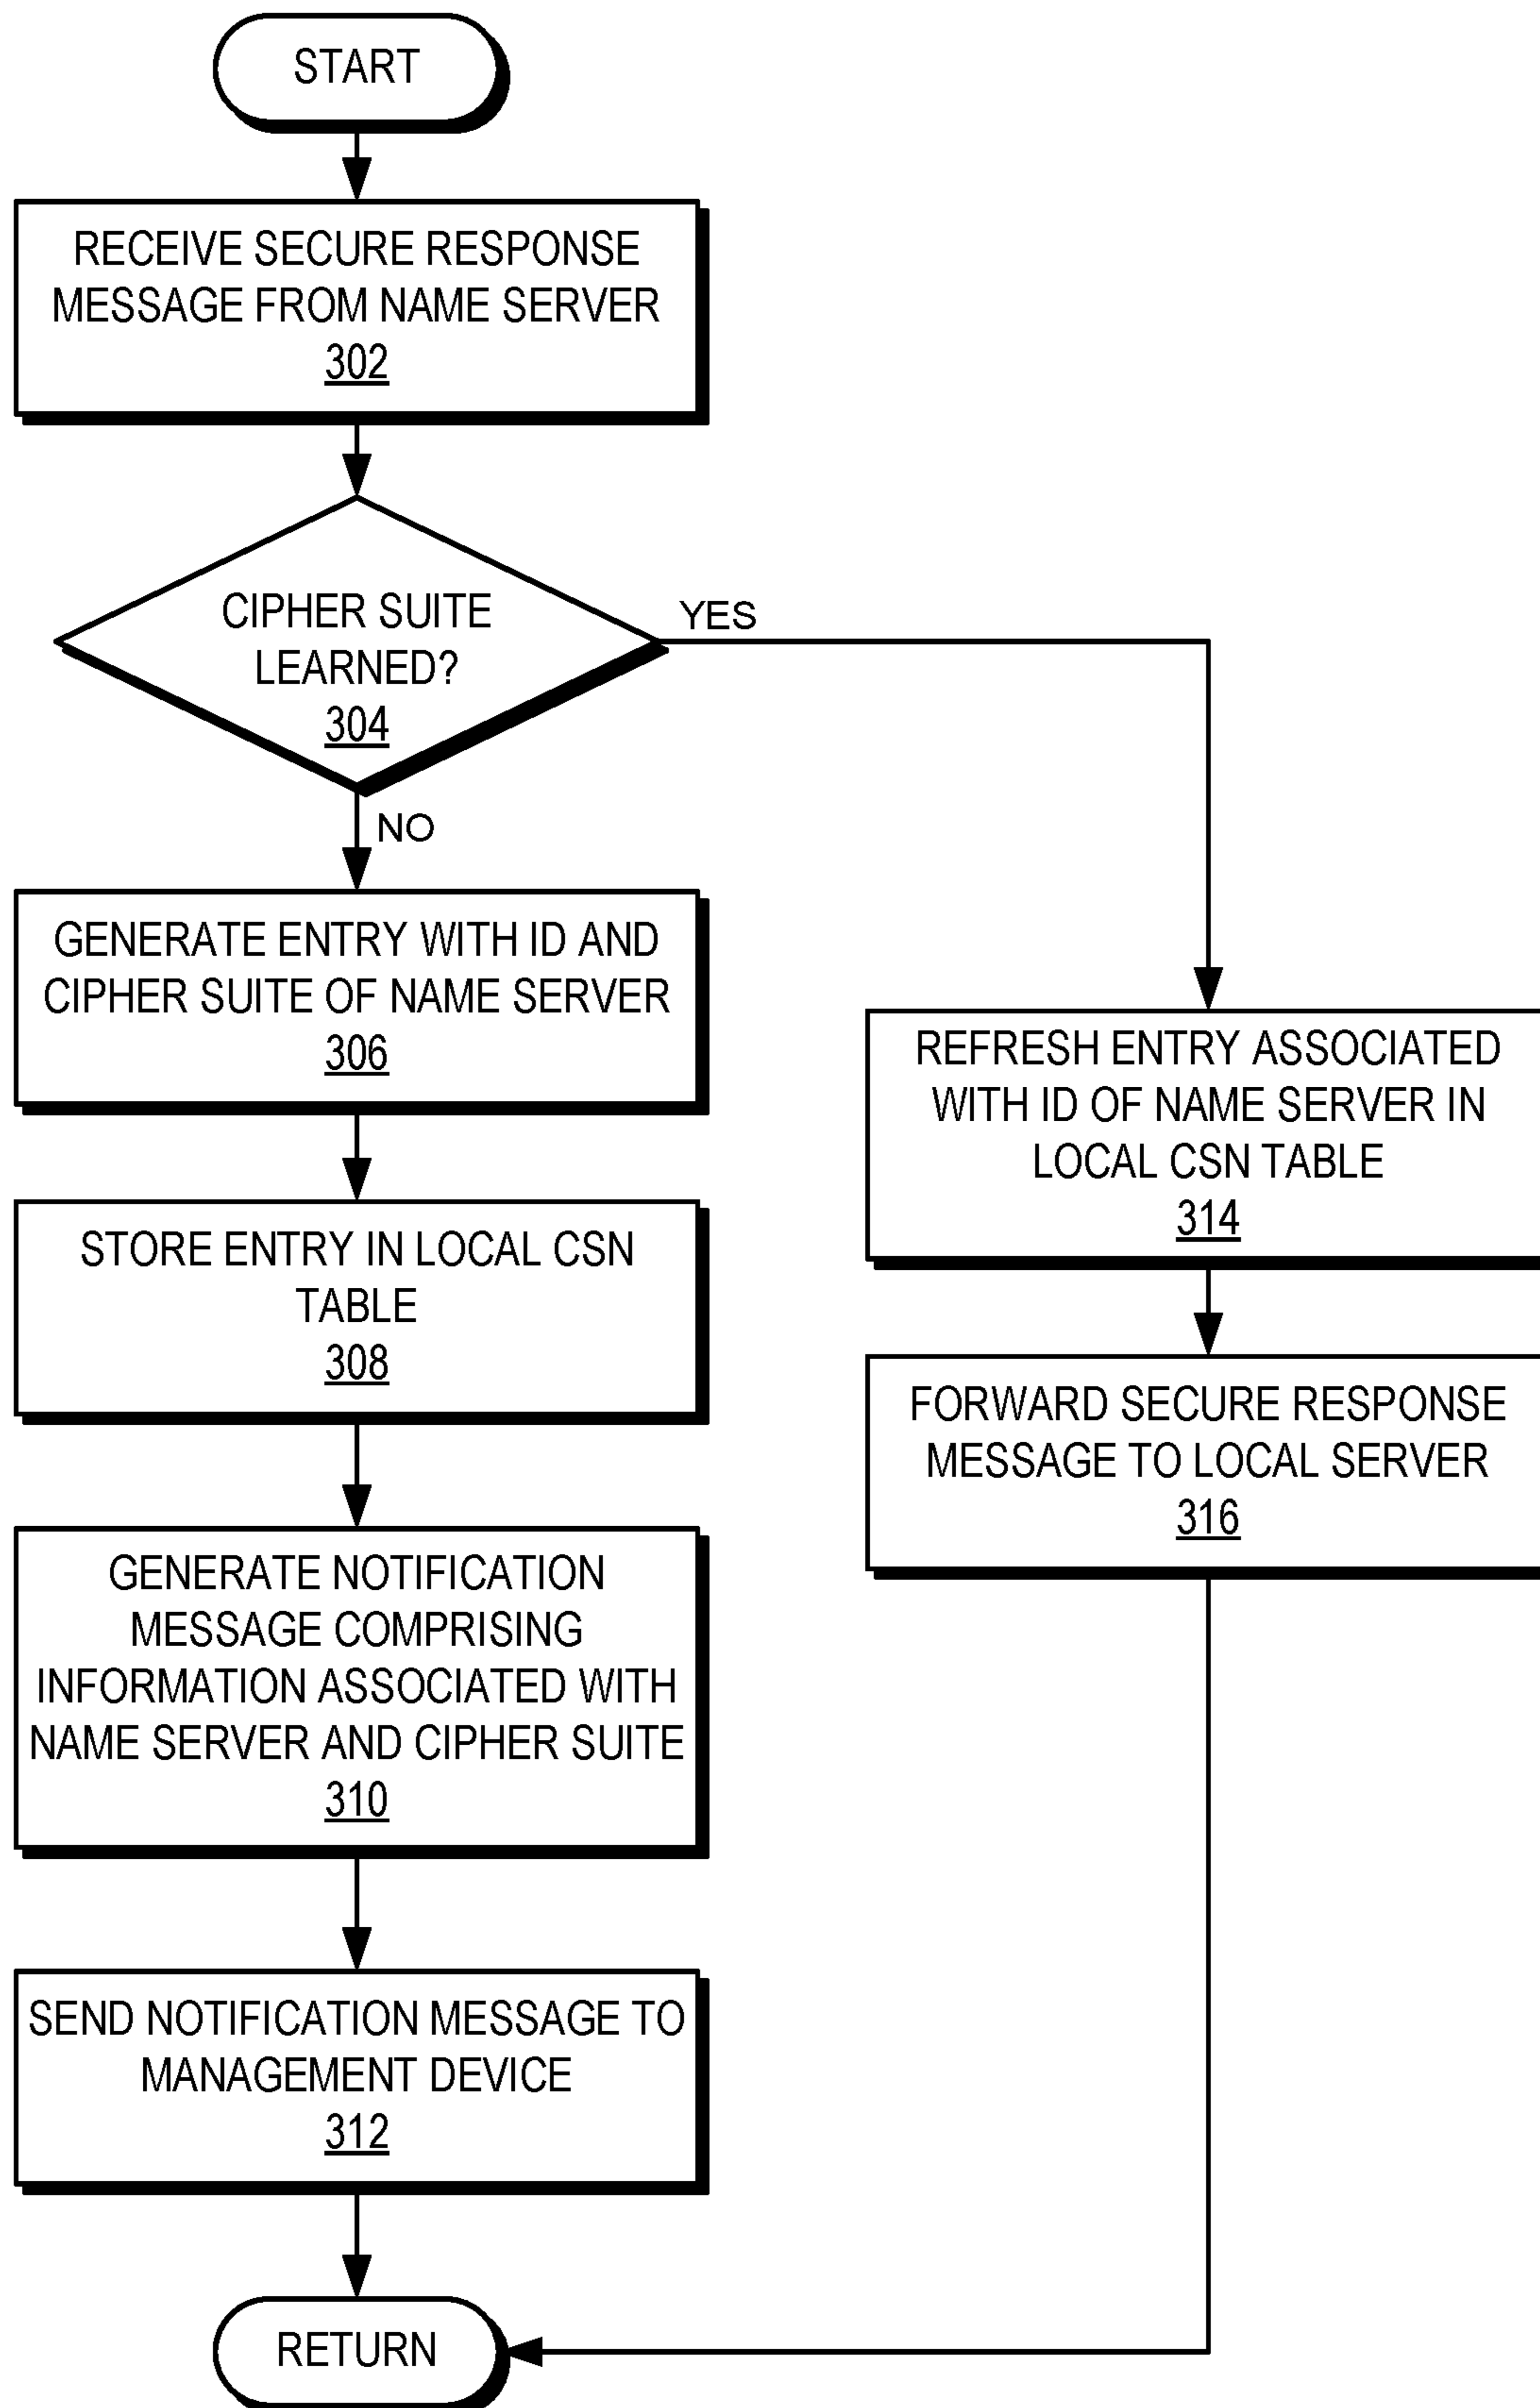 START
RECEIVE SECURE RESPONSE
MESSAGE FROM NAME SERVER
302
CIPHER SUITE
LEARNED?
304
YES
NO
GENERATE ENTRY WITH ID AND
CIPHER SUITE OF NAME SERVER
306
STORE ENTRY IN LOCAL CSN
TABLE
308
GENERATE NOTIFICATION
MESSAGE COMPRISING
INFORMATION ASSOCIATED WITH
NAME SERVER AND CIPHER SUITE
310
SEND NOTIFICATION MESSAGE TO
MANAGEMENT DEVICE
312
REFRESH ENTRY ASSOCIATED
WITH ID OF NAME SERVER IN
LOCAL CSN TABLE
314
FORWARD SECURE RESPONSE
MESSAGE TO LOCAL SERVER
316
RETURN